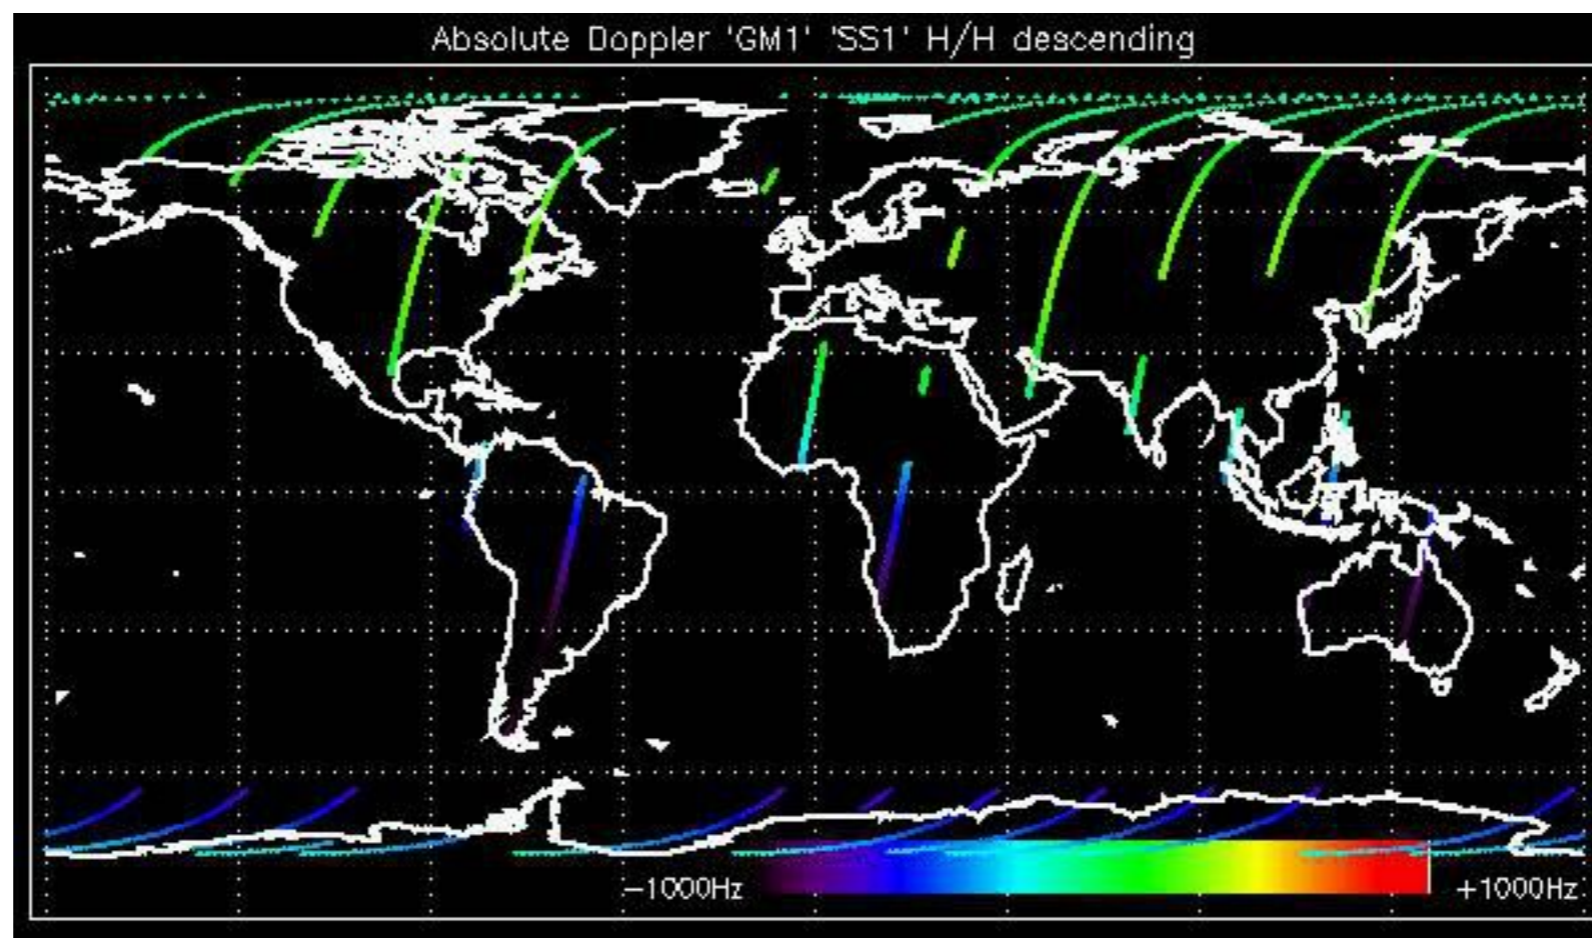 Absolute Doppler 'GM1' 'SS1' H/H descending
−1000Hz
+1000Hz